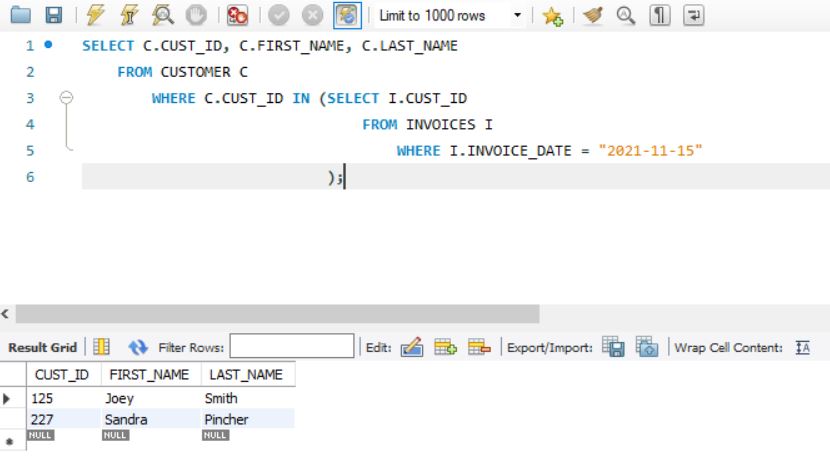 Limit to 1000 rows
1 SELECT C.CUST_ID, C.FIRST_NAME, C.LAST_NAME
2 FROM CUSTOMER C
3 WHERE C.CUST_ID IN (SELECT I.CUST_ID
4 FROM INVOICES I
5 WHERE I.INVOICE_DATE = "2021-11-15"
6 );
Result Grid Filter Rows: Edit: Export/Import: Wrap Cell Content:
CUST_ID FIRST_NAME LAST_NAME
125 Joey Smith
227 Sandra Pincher
NULL NULL NULL